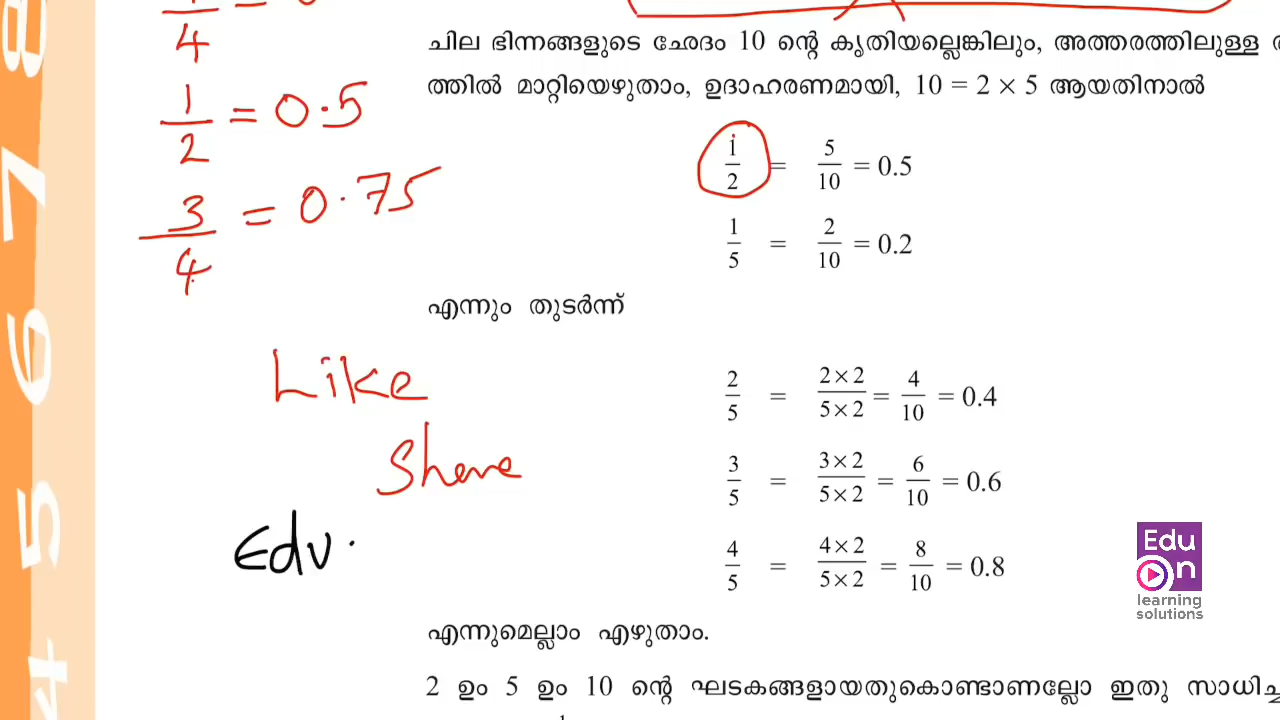 4
1/2 = 0.5
3/4 = 0.75
Like
Share
Edu
ചില ഭിന്നങ്ങളുടെ ഛേദം 10 ന്റെ കൃതിയല്ലെങ്കിലും, അത്തരത്തിലുള്ള
ത്തിൽ മാറ്റിയെഴുതാം, ഉദാഹരണമായി, 10 = 2 × 5 ആയതിനാൽ
1/2 = 5/10 = 0.5
1/5 = 2/10 = 0.2
എന്നും തുടർന്ന്
2/5 = 2×2/5×2 = 4/10 = 0.4
3/5 = 3×2/5×2 = 6/10 = 0.6
4/5 = 4×2/5×2 = 8/10 = 0.8
എന്നുമെല്ലാം എഴുതാം.
2 ഉം 5 ഉം 10 ന്റെ ഘടകങ്ങളായതുകൊണ്ടാണല്ലോ ഇതു
Edu
On
learning
solutions